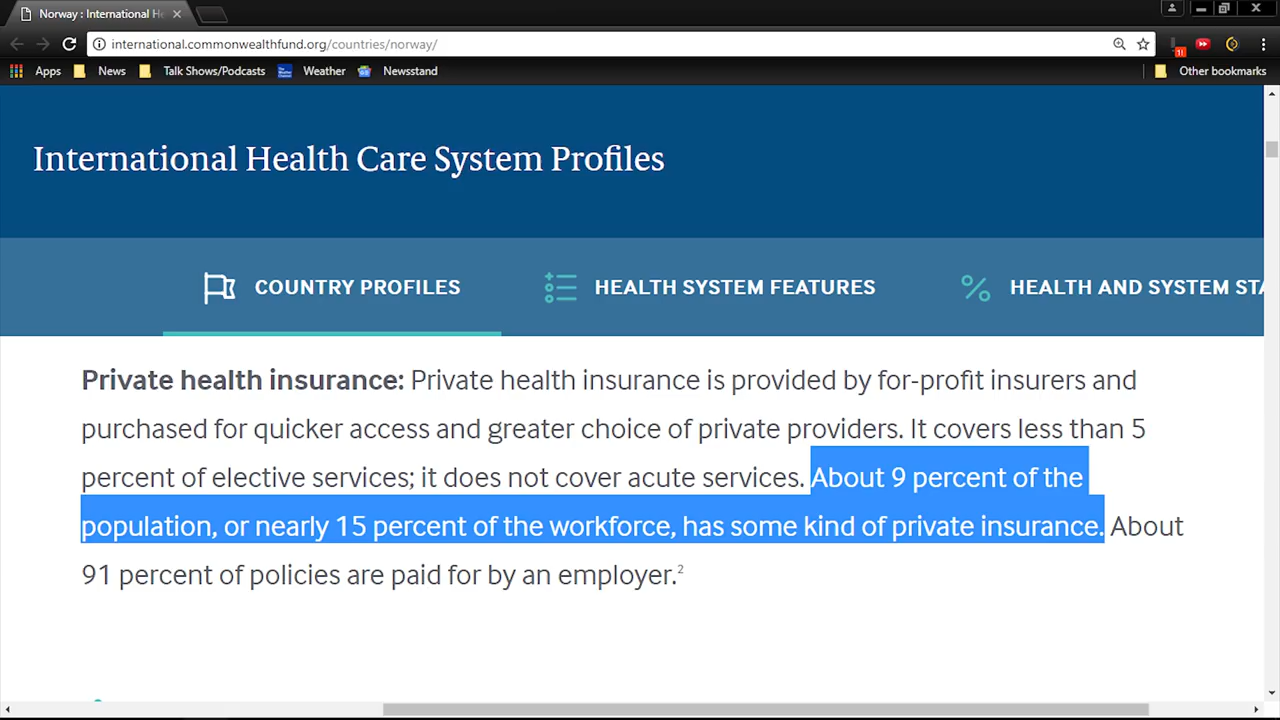 Norway : International He
international.commonwealthfund.org/countries/norway/
Apps News Talk Shows/Podcasts Weather Newsstand Other bookmarks
International Health Care System Profiles
COUNTRY PROFILES HEALTH SYSTEM FEATURES HEALTH AND SYSTEM STA
Private health insurance: Private health insurance is provided by for-profit insurers and
purchased for quicker access and greater choice of private providers. It covers less than 5
percent of elective services; it does not cover acute services. About 9 percent of the
population, or nearly 15 percent of the workforce, has some kind of private insurance. About
91 percent of policies are paid for by an employer.2